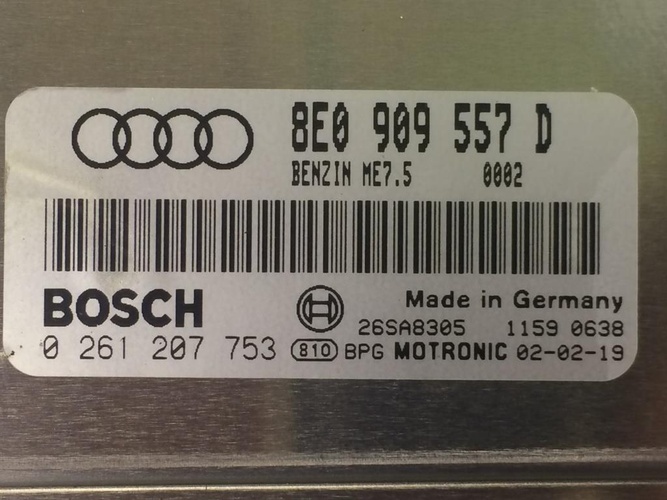 8E0 909 557 D
BENZIN ME7.5 0002
BOSCH
Made in Germany
26SA8305 1159 0638
0 261 207 753 810 BPG MOTRONIC 02-02-19